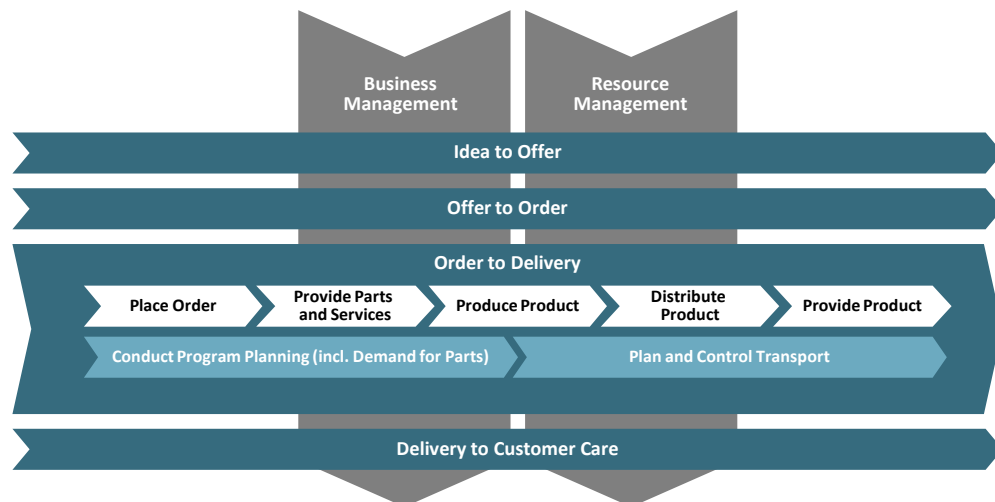 Business
Management
Resource
Management
Idea to Offer
Offer to Order
Order to Delivery
Place Order
Provide Parts
and Services
Produce Product
Distribute
Product
Provide Product
Conduct Program Planning (incl. Demand for Parts)
Plan and Control Transport
Delivery to Customer Care